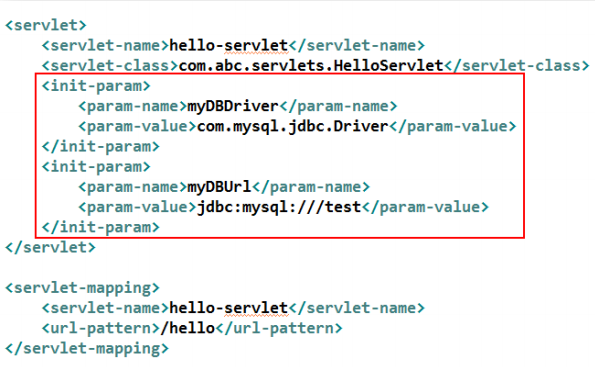 <servlet>
<servlet-name>hello-servlet</servlet-name>
<servlet-class>com.abc.servlets.HelloServlet</servlet-class>
<init-param>
<param-name>myDBDriver</param-name>
<param-value>com.mysql.jdbc.Driver</param-value>
</init-param>
<init-param>
<param-name>myDBUrl</param-name>
<param-value>jdbc:mysql:///test</param-value>
</init-param>
</servlet>
<servlet-mapping>
<servlet-name>hello-servlet</servlet-name>
<url-pattern>/hello</url-pattern>
</servlet-mapping>